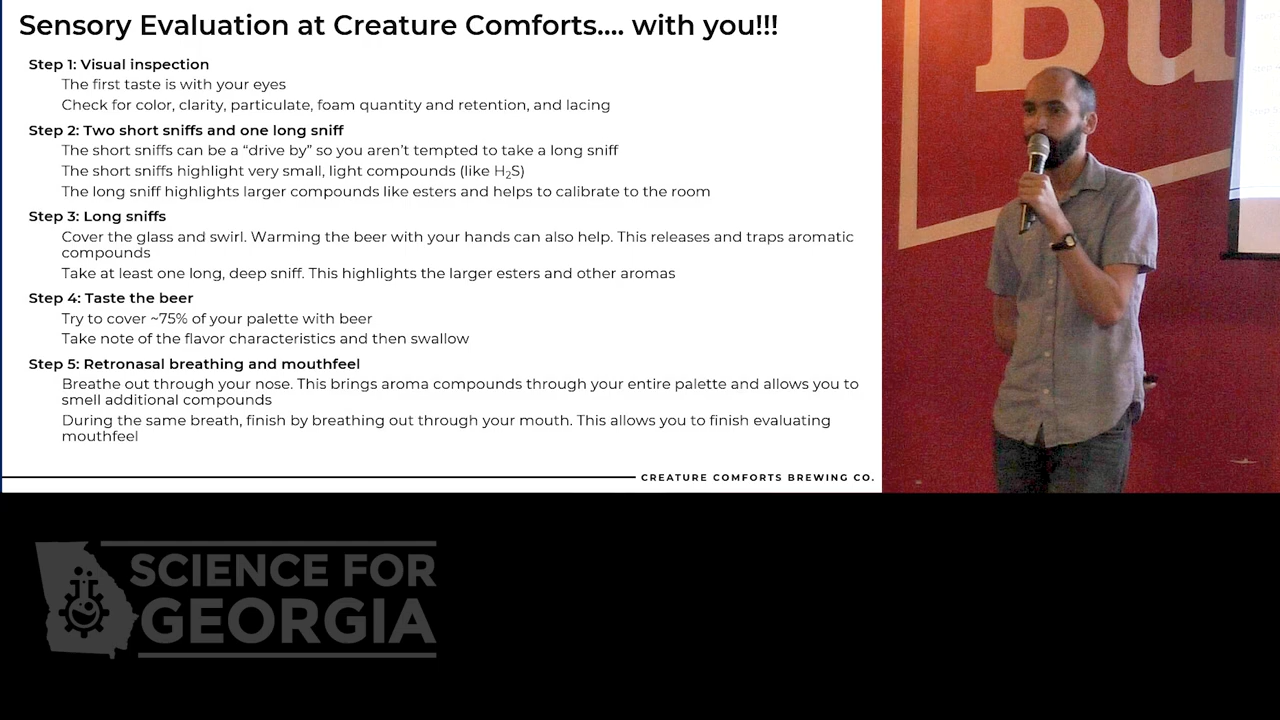 Sensory Evaluation at Creature Comforts.... with you!!!
Step 1: Visual inspection
The first taste is with your eyes
Check for color, clarity, particulate, foam quantity and retention, and lacing
Step 2: Two short sniffs and one long sniff
The short sniffs can be a “drive by” so you aren’t tempted to take a long sniff
The short sniffs highlight very small, light compounds (like H₂S)
The long sniff highlights larger compounds like esters and helps to calibrate to the room
Step 3: Long sniffs
Cover the glass and swirl. Warming the beer with your hands can also help. This releases and traps aromatic
compounds
Take at least one long, deep sniff. This highlights the larger esters and other aromas
Step 4: Taste the beer
Try to cover ~75% of your palette with beer
Take note of the flavor characteristics and then swallow
Step 5: Retronasal breathing and mouthfeel
Breathe out through your nose. This brings aroma compounds through your entire palette and allows you to
smell additional compounds
During the same breath, finish by breathing out through your mouth. This allows you to finish evaluating
mouthfeel
CREATURE COMFORTS BREWING CO.
Bu
SCIENCE FOR
GEORGIA